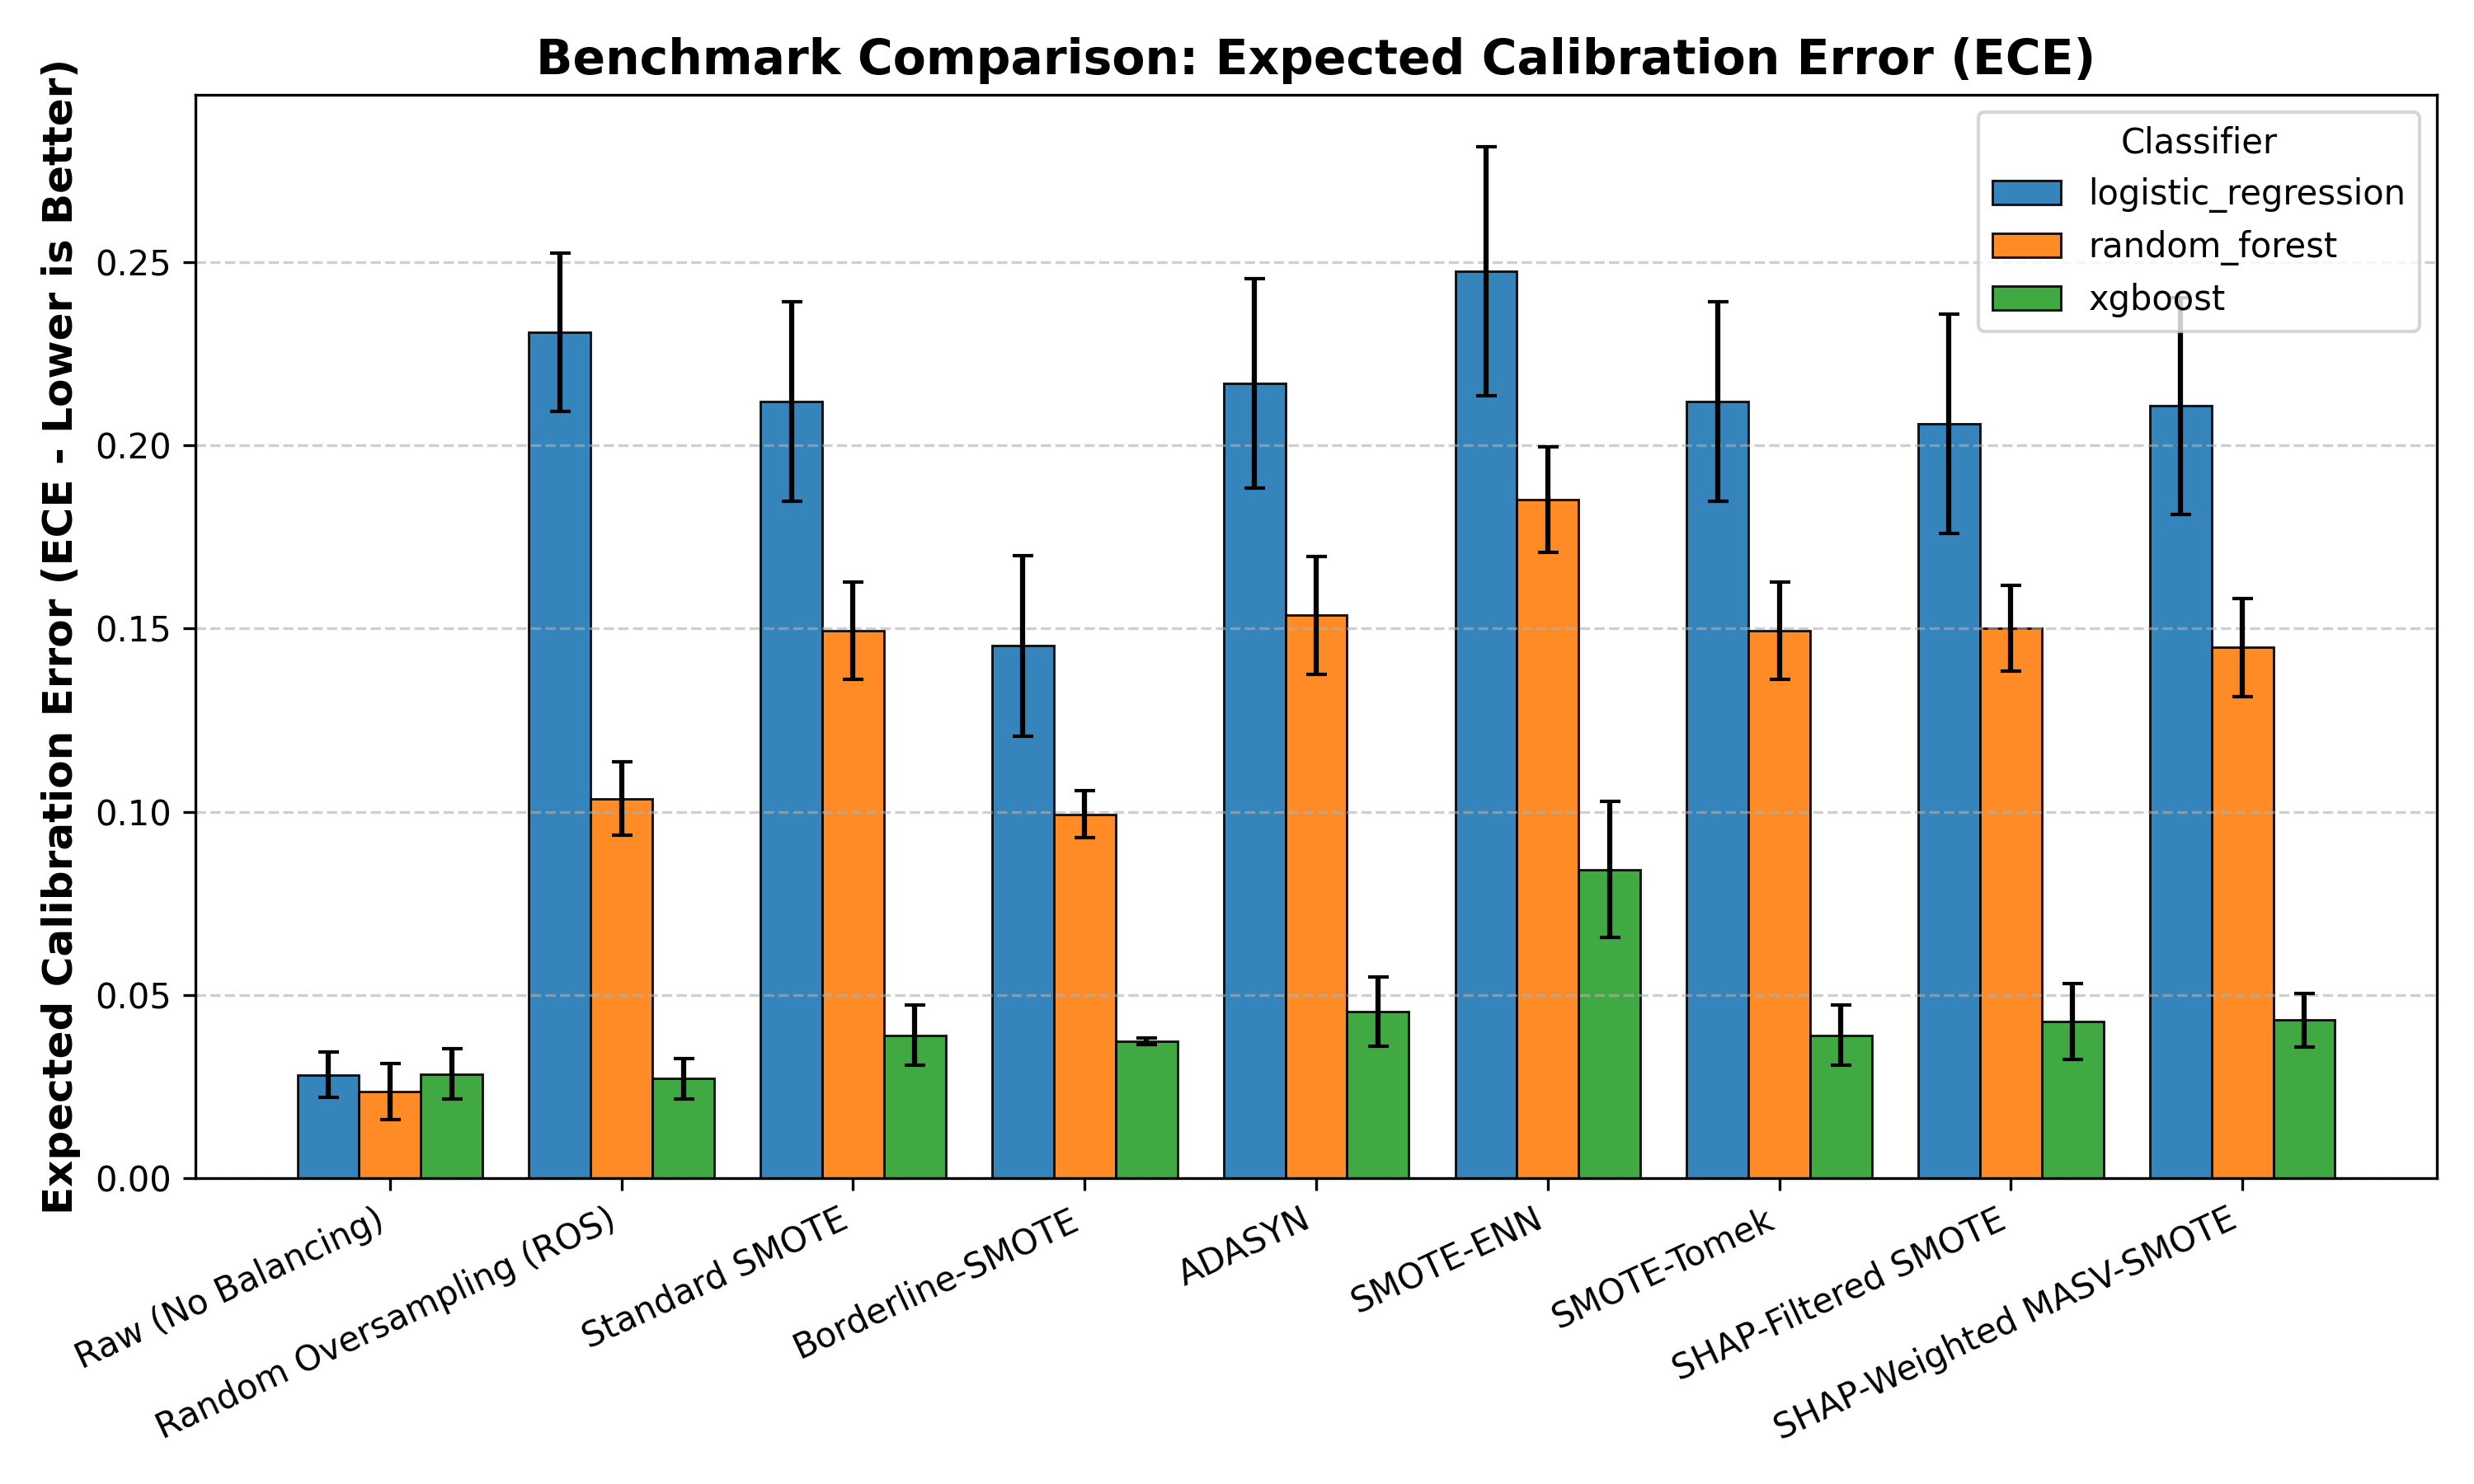 Benchmark Comparison: Expected Calibration Error (ECE)
Expected Calibration Error (ECE - Lower is Better)
0.25
0.20
0.15
0.10
0.05
0.00
Classifier
logistic_regression
random_forest
xgboost
Raw (No Balancing)
Random Oversampling (ROS)
Standard SMOTE
Borderline-SMOTE
ADASYN
SMOTE-ENN
SMOTE-Tomek
SHAP-Filtered SMOTE
SHAP-Weighted MASV-SMOTE